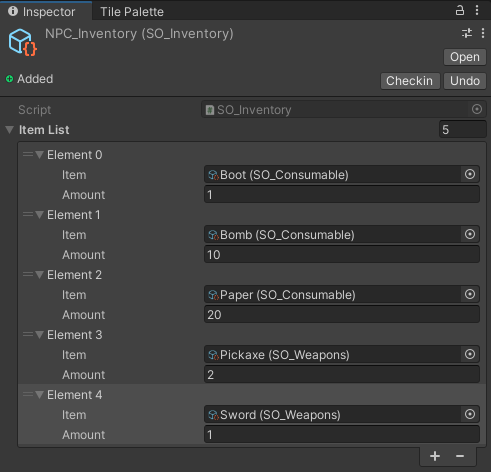 Inspector Tile Palette
NPC_Inventory (SO_Inventory)
Open
Added Checkin Undo
Script SO_Inventory
Item List 5
Element 0
Item Boot (SO_Consumable)
Amount 1
Element 1
Item Bomb (SO_Consumable)
Amount 10
Element 2
Item Paper (SO_Consumable)
Amount 20
Element 3
Item Pickaxe (SO_Weapons)
Amount 2
Element 4
Item Sword (SO_Weapons)
Amount 1